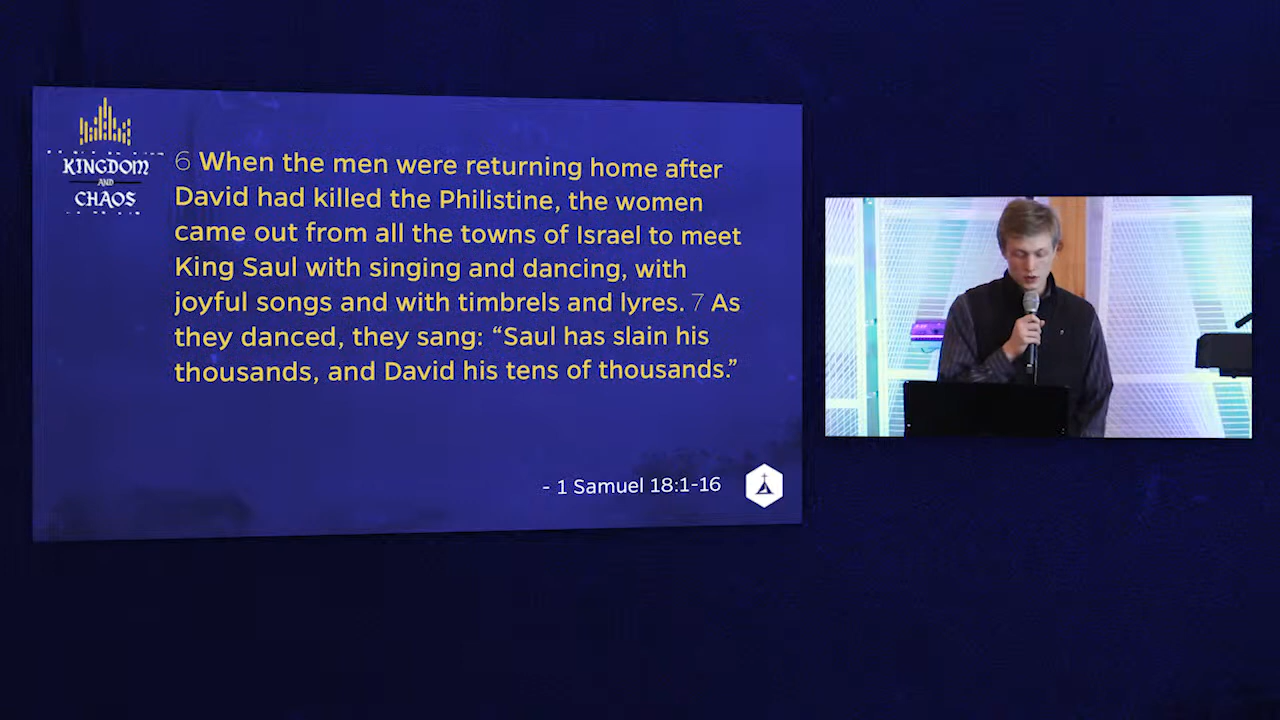 KINGDOM
AND
CHAOS
6 When the men were returning home after
David had killed the Philistine, the women
came out from all the towns of Israel to meet
King Saul with singing and dancing, with
joyful songs and with timbrels and lyres. 7 As
they danced, they sang: “Saul has slain his
thousands, and David his tens of thousands.”
- 1 Samuel 18:1-16